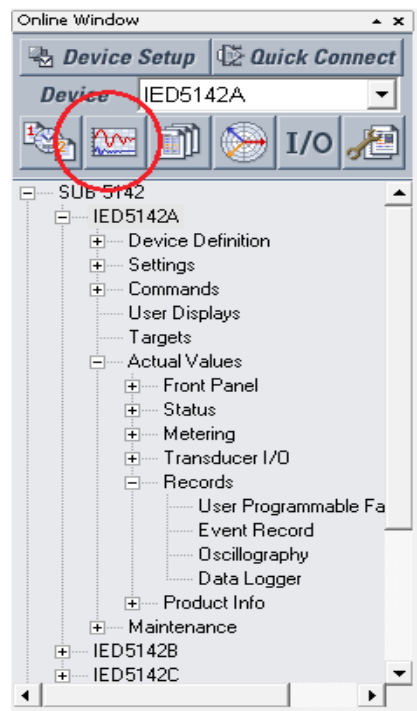 Online Window
Device Setup Quick Connect
Device IED5142A
1 2 I/O
SUB 5142
IED5142A
Device Definition
Settings
Commands
User Displays
Targets
Actual Values
Front Panel
Status
Metering
Transducer I/O
Records
User Programmable Fa
Event Record
Oscillography
Data Logger
Product Info
Maintenance
IED5142B
IED5142C